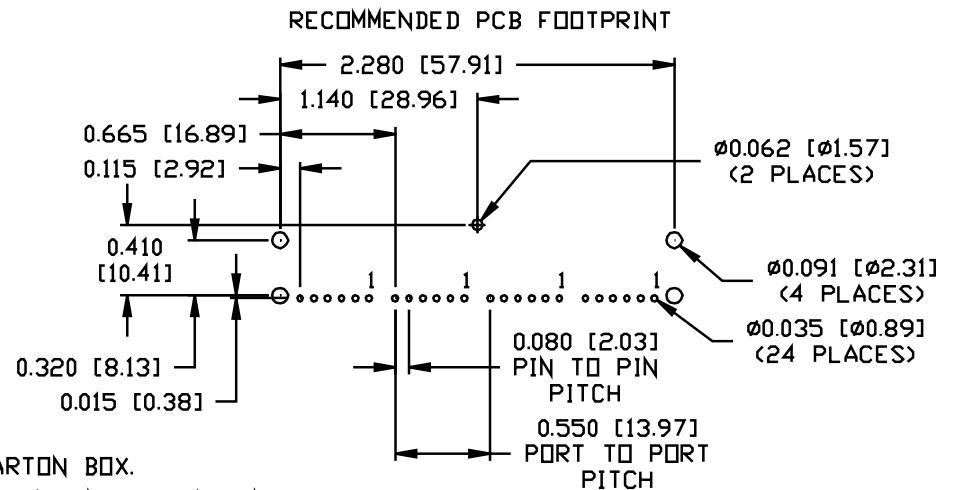 RECOMMENDED PCB FOOTPRINT
2.280 [57.91]
1.140 [28.96]
0.665 [16.89]
0.115 [2.92]
ø0.062 [ø1.57]
(2 PLACES)
0.410
[10.41]
1 1 1 1
ø0.091 [ø2.31]
(4 PLACES)
ø0.035 [ø0.89]
(24 PLACES)
0.080 [2.03]
PIN TO PIN
PITCH
0.320 [8.13]
0.015 [0.38]
0.550 [13.97]
PORT TO PORT
PITCH
BOX.